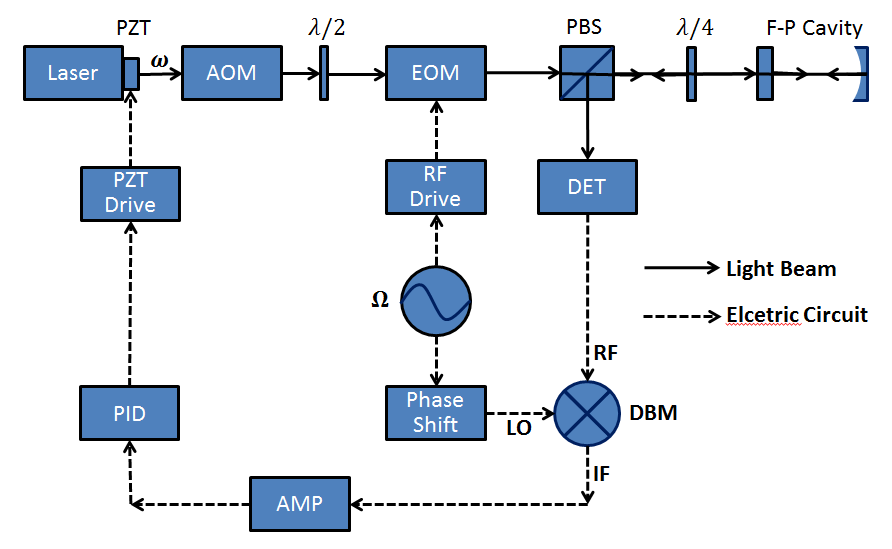 PZT
λ/2
PBS
λ/4
F-P Cavity
Laser
ω
AOM
EOM
PZT
Drive
RF
Drive
DET
Light Beam
Ω
Elcetric Circuit
RF
PID
Phase
Shift
LO
DBM
IF
AMP